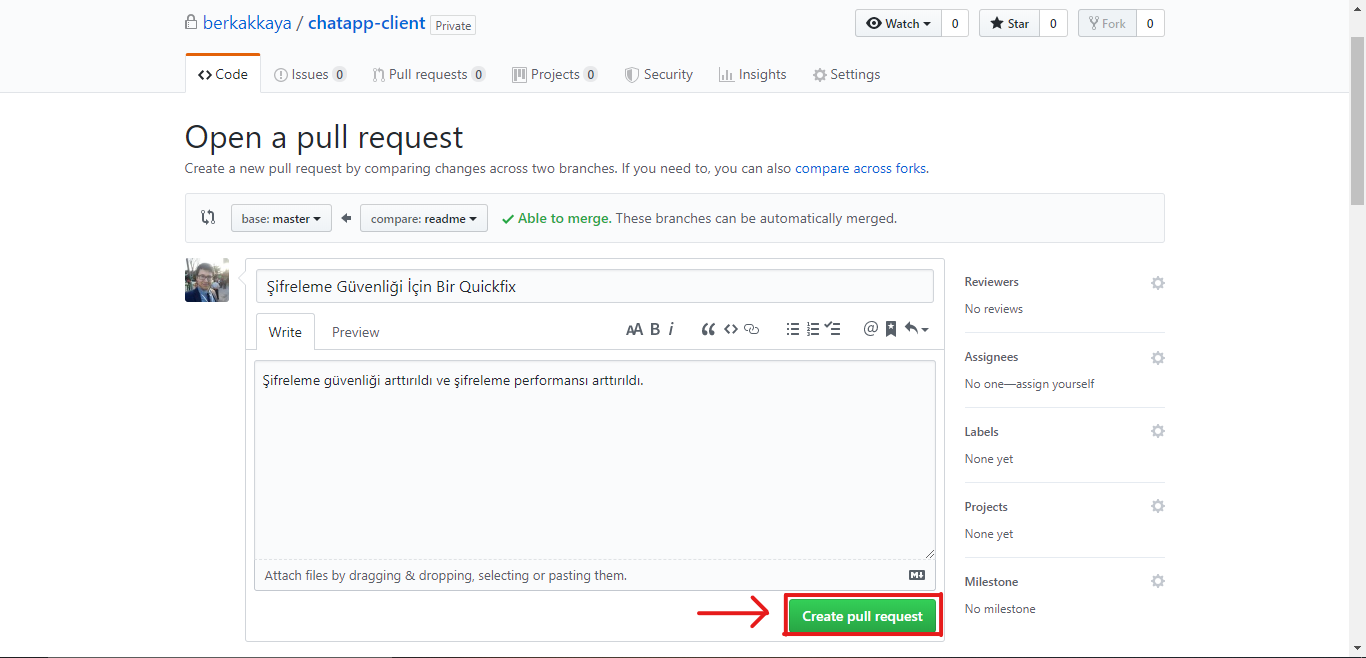 berkakkaya / chatapp-client Private
Watch 0 Star 0 Fork 0
Code Issues 0 Pull requests 0 Projects 0 Security Insights Settings
Open a pull request
Create a new pull request by comparing changes across two branches. If you need to, you can also compare across forks.
base: master compare: readme Able to merge. These branches can be automatically merged.
Şifreleme Güvenliği İçin Bir Quickfix
Write Preview AA B i @
Şifreleme güvenliği arttırıldı ve şifreleme performansı arttırıldı.
Attach files by dragging & dropping, selecting or pasting them.
Create pull request
Reviewers
No reviews
Assignees
No one—assign yourself
Labels
None yet
Projects
None yet
Milestone
No milestone